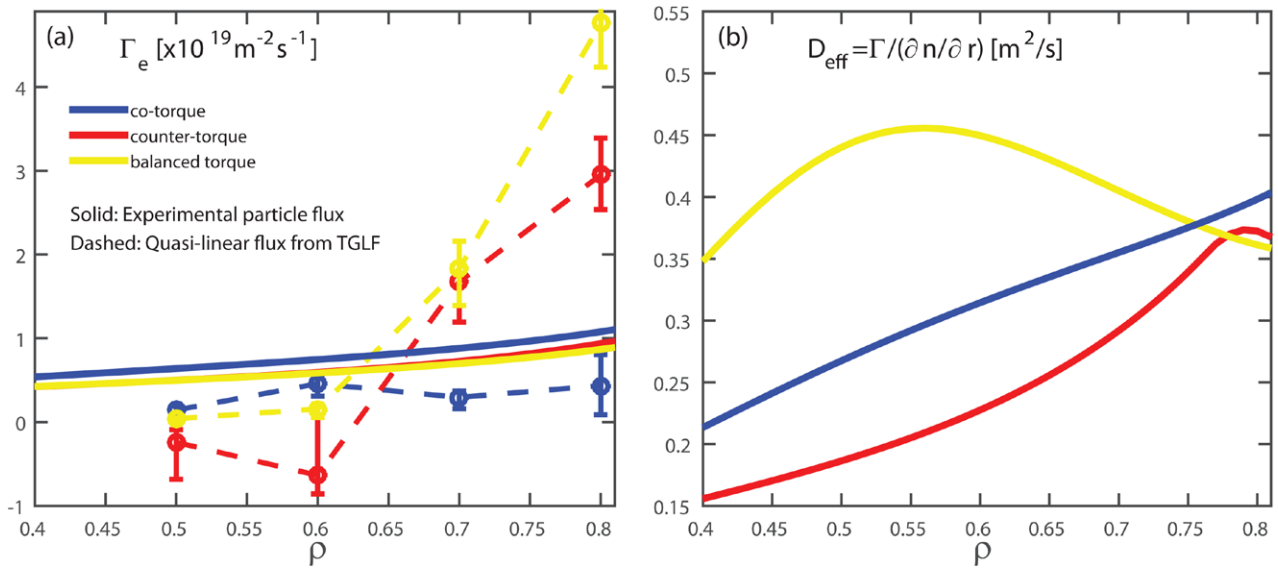 (a)
Γe [x10 19 m-2 s-1]
co-torque
counter-torque
balanced torque
Solid: Experimental particle flux
Dashed: Quasi-linear flux from TGLF
4
3
2
1
0
-1
0.4 0.45 0.5 0.55 0.6 0.65 0.7 0.75 0.8
ρ
(b)
Deff=Γ/(∂n/∂r) [m2/s]
0.55
0.5
0.45
0.4
0.35
0.3
0.25
0.2
0.15
0.4 0.45 0.5 0.55 0.6 0.65 0.7 0.75 0.8
ρ